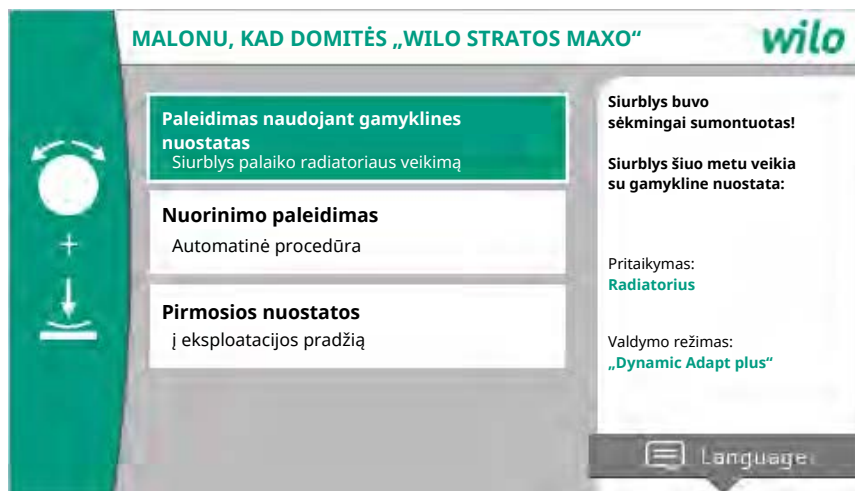 MALONU, KAD DOMITĖS „WILO STRATOS MAXO“
wilo
Paleidimas naudojant gamyklines
nuostatas
Siurblys palaiko radiatoriaus veikimą
Nuorinimo paleidimas
Automatinė procedūra
Pirmosios nuostatos
į eksploatacijos pradžią
+
Siurblys buvo
sėkmingai sumontuotas!
Siurblys šiuo metu veikia
su gamykline nuostata:
Pritaikymas:
Radiatorius
Valdymo režimas:
„Dynamic Adapt plus“
Language